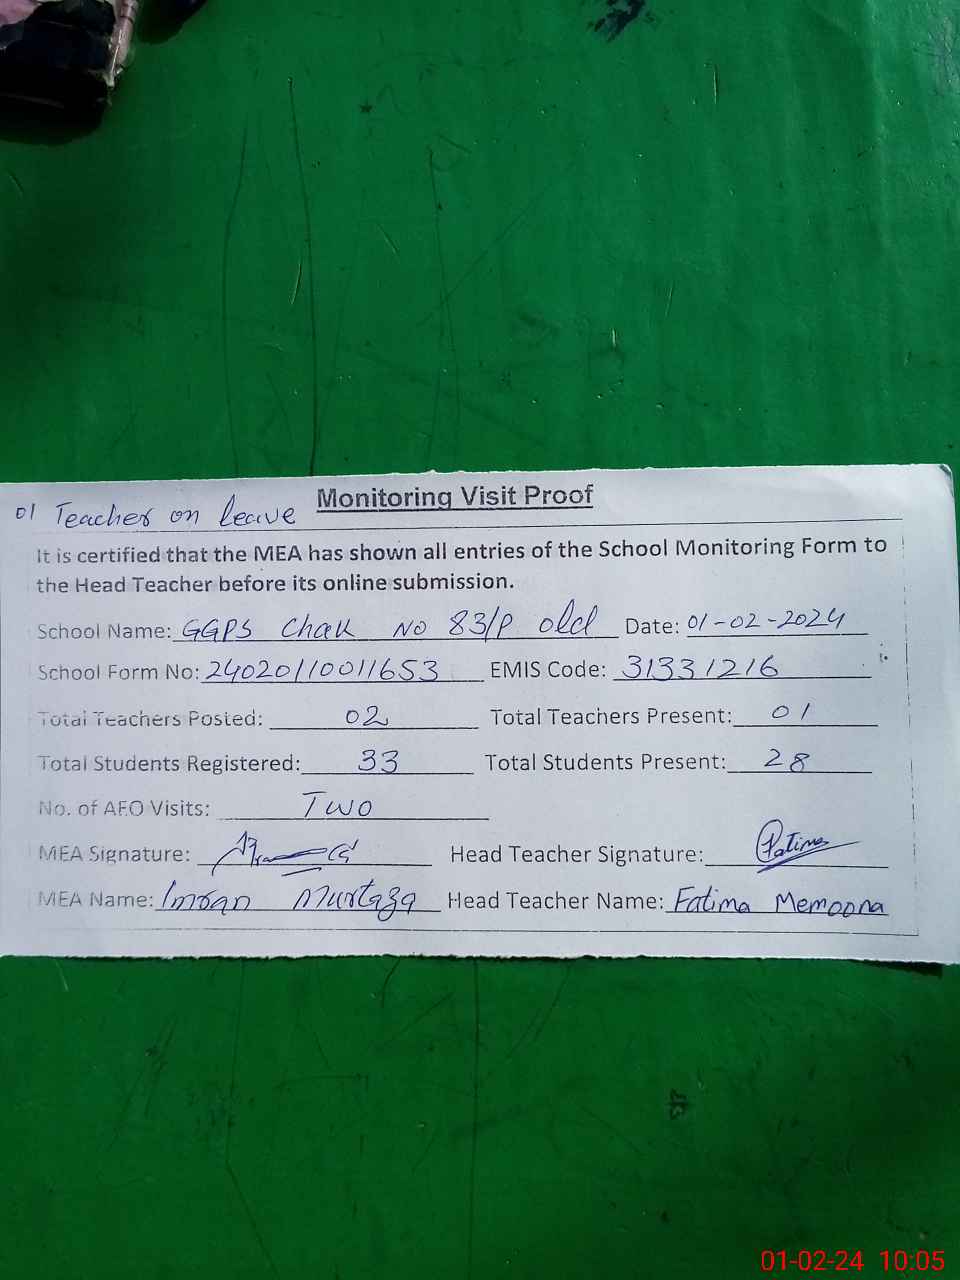 Monitoring Visit Proof
01 Teacher on leave
It is certified that the MEA has shown all entries of the School Monitoring Form to
the Head Teacher before its online submission.
School Name: GGPS Chak No 83/P old Date: 01-02-2024
School Form No: 24020110011653 EMIS Code: 31331216
Total Teachers Posted: 02 Total Teachers Present: 01
Total Students Registered: 33 Total Students Present: 28
No. of AEO Visits: Two
MEA Signature: Head Teacher Signature: Fatima
MEA Name: Imran Murtaza Head Teacher Name: Fatima Memoona
01-02-24 10:05